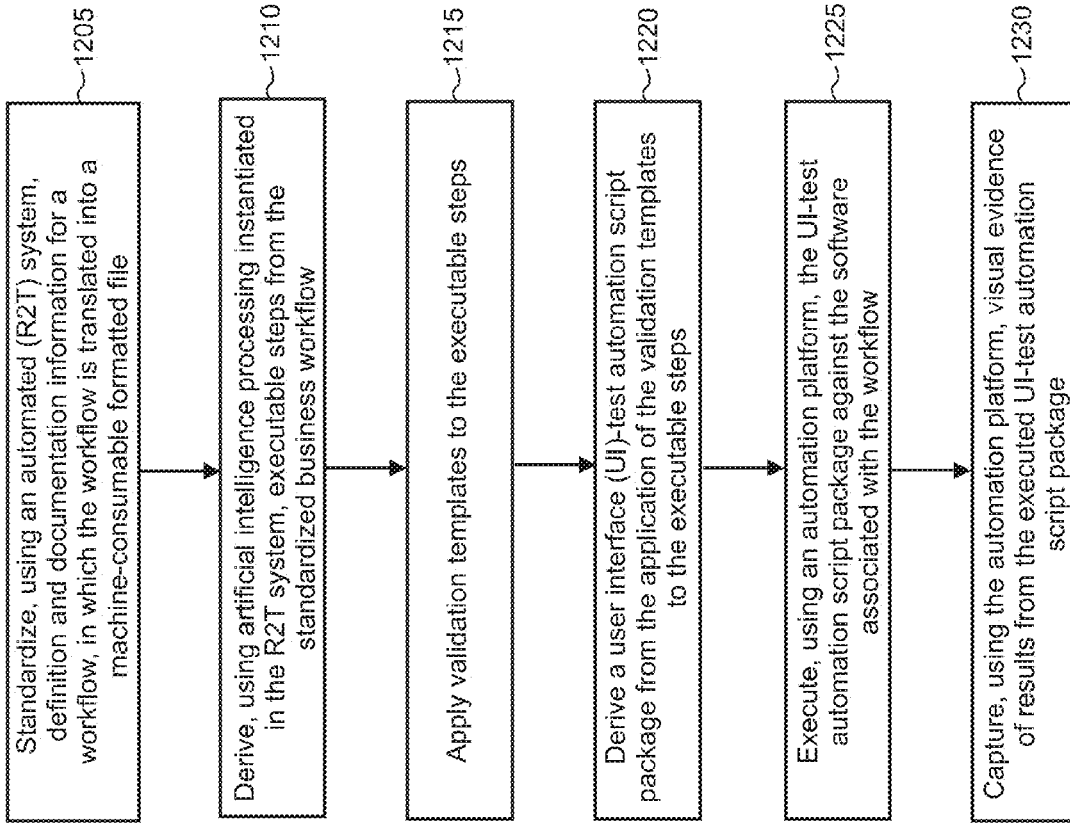 Standardize, using an automated (R2T) system,
definition and documentation information for a
workflow, in which the workflow is translated into a
machine-consumable formatted file
1205
Derive, using artificial intelligence processing instantiated
in the R2T system, executable steps from the
standardized business workflow
1210
Apply validation templates to the executable steps
1215
Derive a user interface (UI)-test automation script
package from the application of the validation templates
to the executable steps
1220
Execute, using an automation platform, the UI-test
automation script package against the software
associated with the workflow
1225
Capture, using the automation platform, visual evidence
of results from the executed UI-test automation
script package
1230